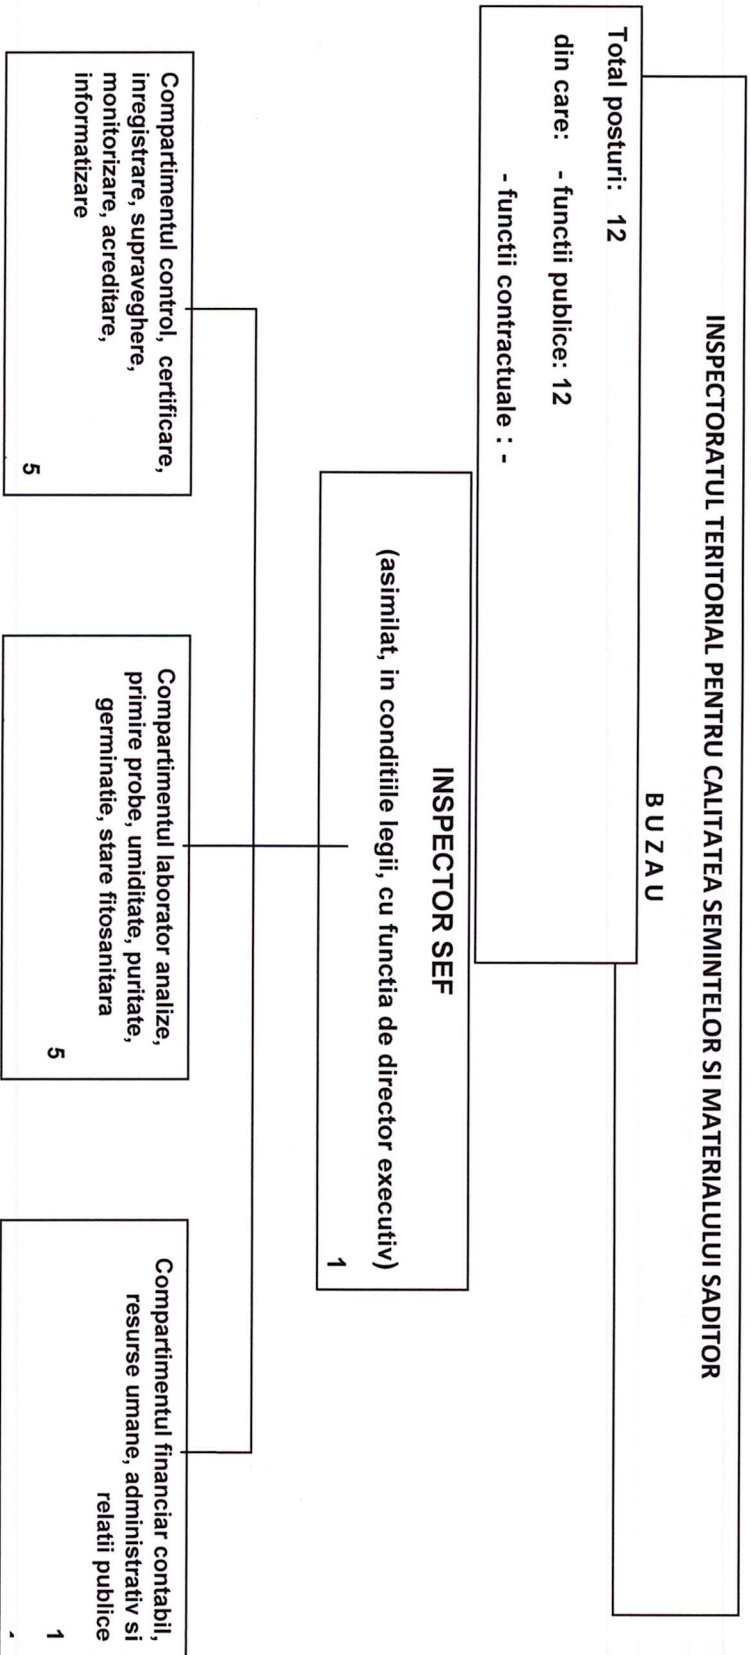 INSPECTORATUL TERITORIAL PENTRU CALITATEA SEMINTELOR SI MATERIALULUI SADITOR
B U Z A U
Total posturi: 12
din care: - functii publice: 12
- functii contractuale : -
INSPECTOR SEF
(asimilat, in conditiile legii, cu functia de director executiv)
1
Compartimentul control, certificare,
inregistrare, supraveghere,
monitorizare, acreditare,
informatizare
5
Compartimentul laborator analize,
primire probe, umiditate, puritate,
germinatie, stare fitosanitara
5
Compartimentul financiar contabil,
resurse umane, administrativ si
relatii publice
1